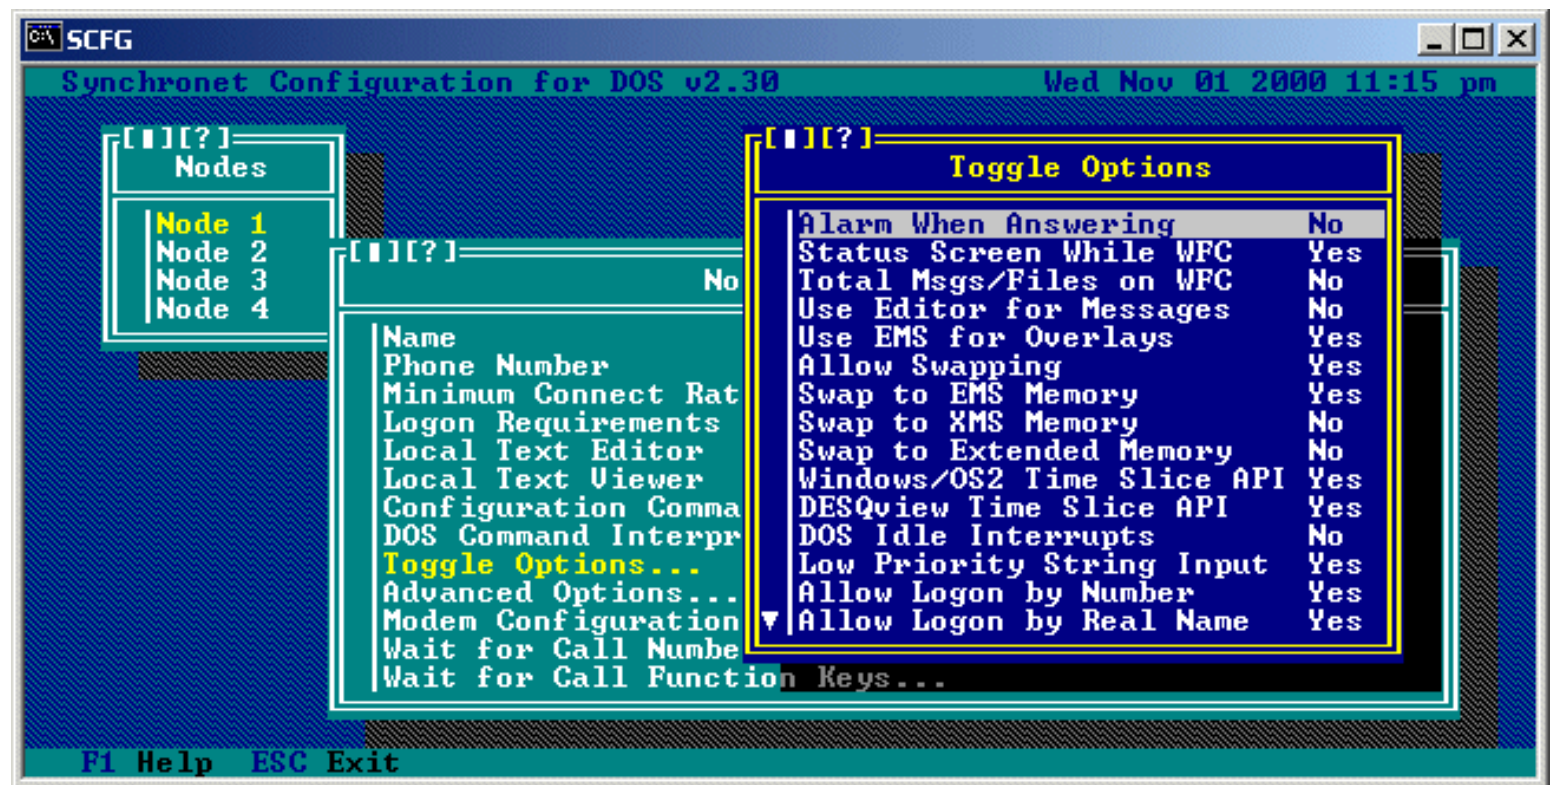 SCFG
Synchronet Configuration for DOS v2.30 Wed Nov 01 2000 11:15 pm
[▮][?]
Nodes
Node 1
Node 2
Node 3
Node 4
[▮][?]
No
Name
Phone Number
Minimum Connect Rat
Logon Requirements
Local Text Editor
Local Text Viewer
Configuration Comma
DOS Command Interpr
Toggle Options...
Advanced Options...
Modem Configuration
Wait for Call Numbe
Wait for Call Function Keys...
[▮][?]
Toggle Options
Alarm When Answering No
Status Screen While WFC Yes
Total Msgs/Files on WFC No
Use Editor for Messages No
Use EMS for Overlays Yes
Allow Swapping Yes
Swap to EMS Memory Yes
Swap to XMS Memory No
Swap to Extended Memory No
Windows/OS2 Time Slice API Yes
DESQview Time Slice API Yes
DOS Idle Interrupts No
Low Priority String Input Yes
Allow Logon by Number Yes
▼ Allow Logon by Real Name Yes
F1 Help ESC Exit